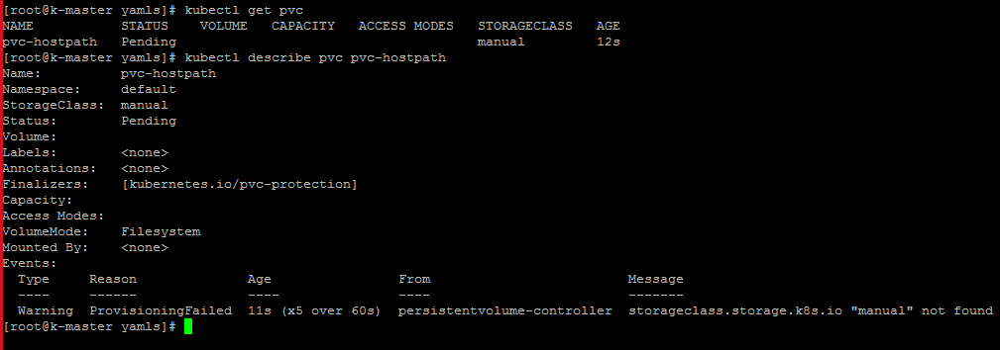 [root@k-master yamls]# kubectl get pvc
NAME           STATUS    VOLUME   CAPACITY   ACCESS MODES   STORAGECLASS   AGE
pvc-hostpath   Pending                                      manual         12s
[root@k-master yamls]# kubectl describe pvc pvc-hostpath
Name:          pvc-hostpath
Namespace:     default
StorageClass:  manual
Status:        Pending
Volume:
Labels:        <none>
Annotations:   <none>
Finalizers:    [kubernetes.io/pvc-protection]
Capacity:
Access Modes:
VolumeMode:    Filesystem
Mounted By:    <none>
Events:
  Type     Reason              Age                From                         Message
  ----     ------              ----               ----                         -------
  Warning  ProvisioningFailed  11s (x5 over 60s)  persistentvolume-controller  storageclass.storage.k8s.io "manual" not found
[root@k-master yamls]#